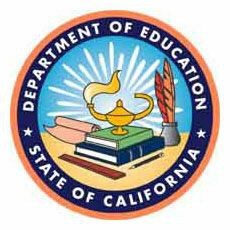 DEPARTMENT OF EDUCATION
STATE OF CALIFORNIA